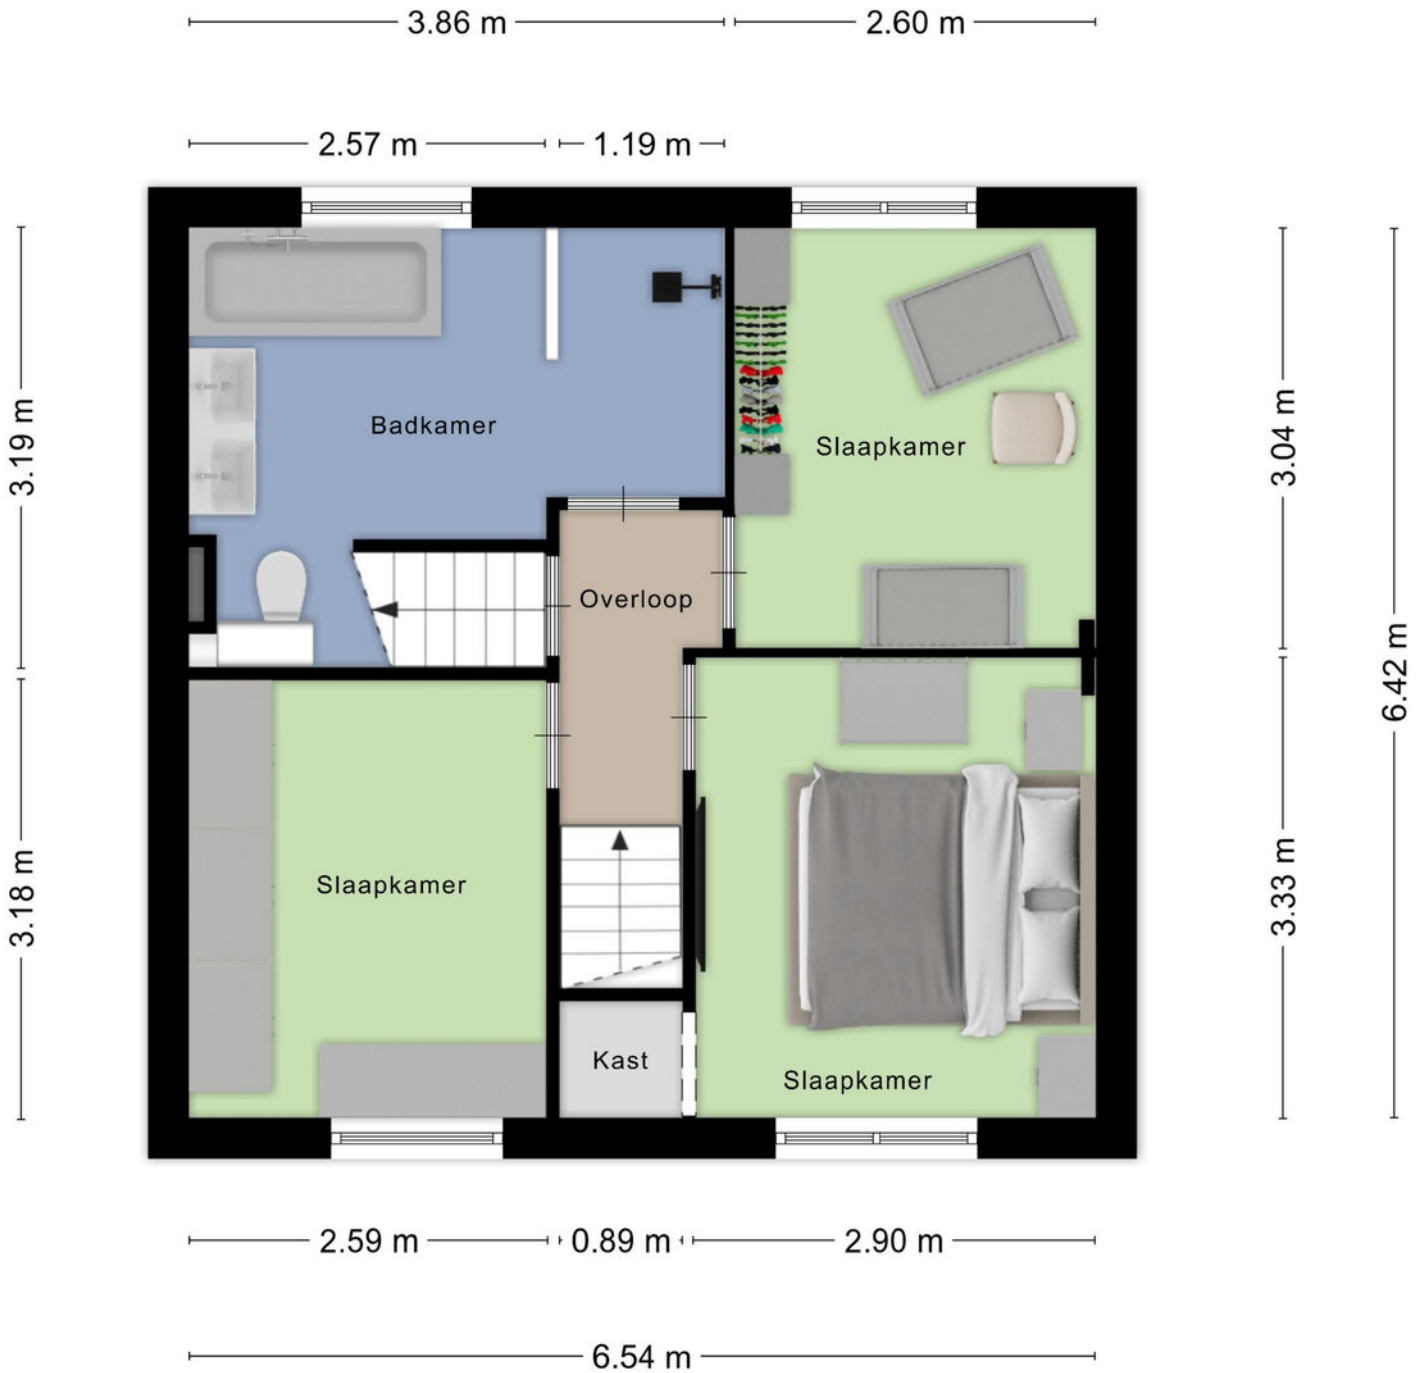 3.86 m
2.60 m
2.57 m
1.19 m
3.19 m
Badkamer
Slaapkamer
3.04 m
Overloop
6.42 m
3.18 m
Slaapkamer
3.33 m
Kast
Slaapkamer
2.59 m
0.89 m
2.90 m
6.54 m